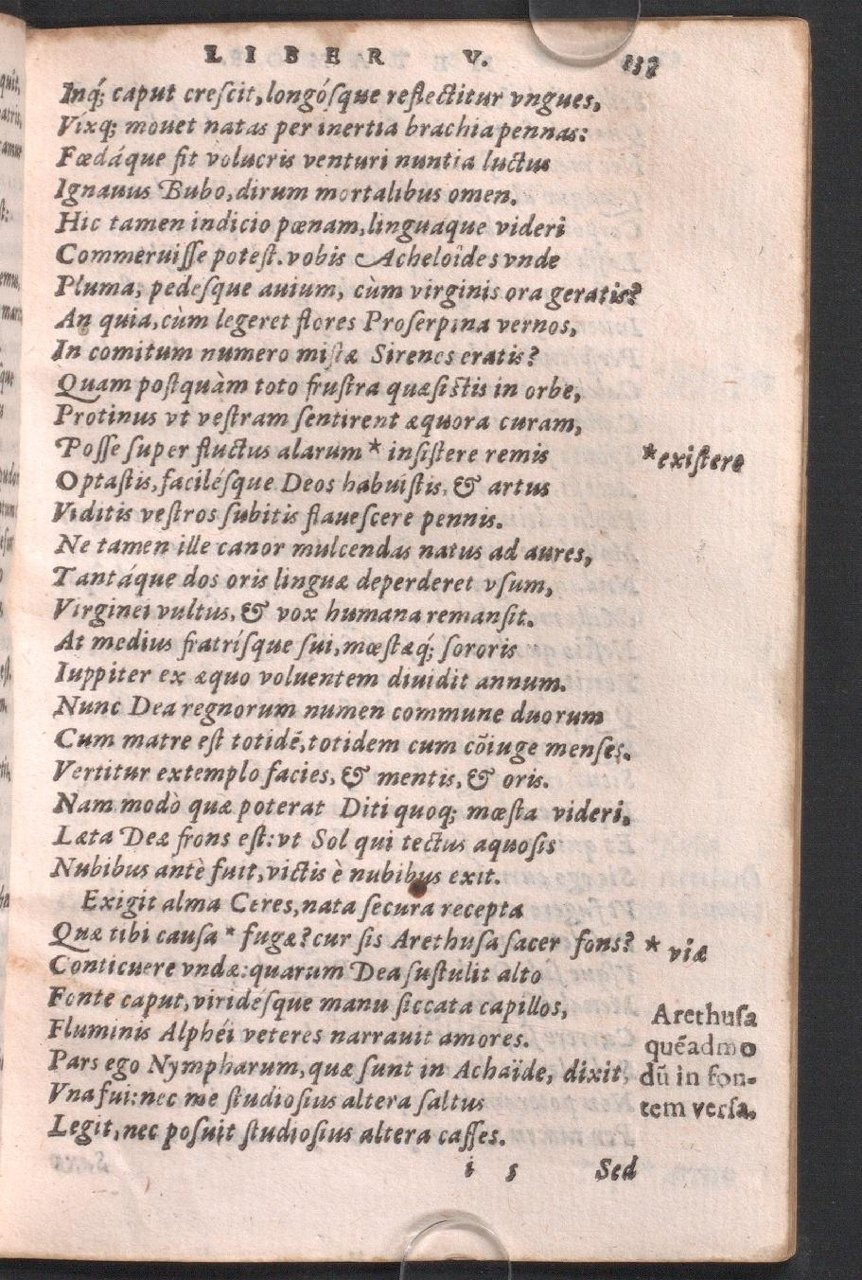 LIBER V. 137
Inq́; caput creſcit, longóſque reflectitur vngues,
Vixq; mouet natas per inertia brachia pennas:
Fœdáque fit volucris venturi nuntia luctus
Ignauus Bubo, dirum mortalibus omen.
Hic tamen indicio pœnam, linguaque videri
Commeruiſſe poteſt. vobis Acheloîdes vnde
Pluma, pedeſque auium, cùm virginis ora geratis?
An quia, cùm legeret flores Proſerpina vernos,
In comitum numero miſtæ Sirenes eratis?
Quam poſtquàm toto fruſtra quæſiſtis in orbe,
Protinus vt veſtram ſentirent æquora curam,
Poſſe ſuper fluctus alarum * inſiſtere remis
*exiſtere
Optaſtis, faciléſque Deos habuiſtis, & artus
Vidiſtis veſtros ſubitis flaueſcere pennis.
Ne tamen ille canor mulcendas natus ad aures,
Tantáque dos oris linguæ deperderet vſum,
Virginei vultus, & vox humana remanſit.
At medius fratríſque ſui, mœſtæq́; ſororis
Iuppiter ex æquo voluentem diuidit annum.
Nunc Dea regnorum numen commune duorum
Cum matre eſt totidē, totidem cum cōiuge menſes.
Vertitur extemplo facies, & mentis, & oris.
Nam modò quæ poterat Diti quoq; mœſta videri,
Læta Deæ frons eſt: vt Sol qui tectus aquoſis
Nubibus antè fuit, victis è nubibus exit.
Exigit alma Ceres, nata ſecura recepta
Quæ tibi cauſa * fugæ? cur ſis Arethuſa ſacer fons?
* viæ
Conticuere vndæ: quarum Dea ſuſtulit alto
Fonte caput, viridéſque manu ſiccata capillos,
Fluminis Alphéi veteres narrauit amores.
Pars ego Nympharum, quæ ſunt in Achaïde, dixit,
Vna fui: nec me ſtudioſius altera ſaltus
Legit, nec poſuit ſtudioſius altera caſſes.
Arethuſa
quēadmo
dū in fon-
tem verſa.
i 5 Sed